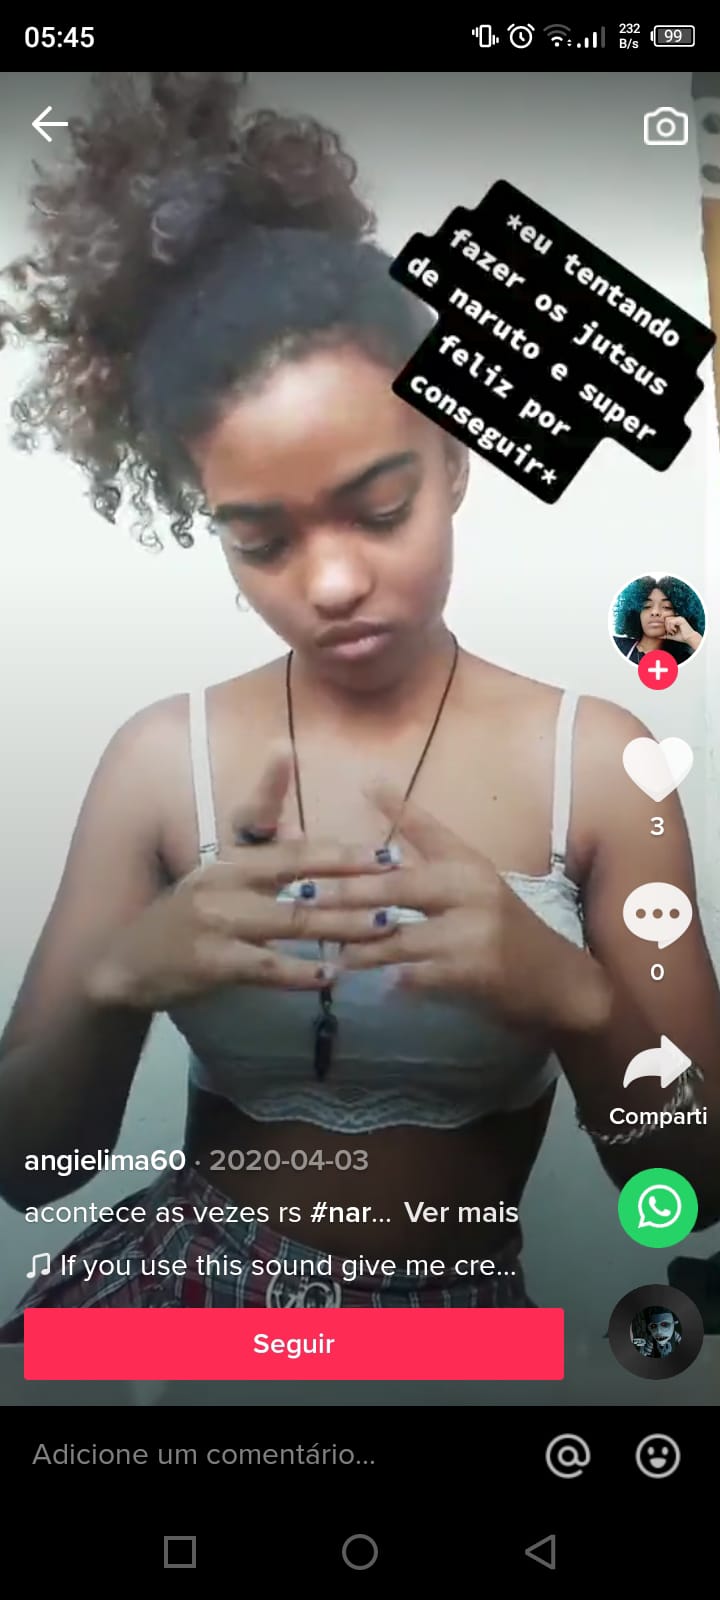 05:45
232
B/s
99
*eu tentando
fazer os jutsus
de naruto e super
feliz por
conseguir*
3
0
Comparti
angielima60 · 2020-04-03
acontece as vezes rs #nar... Ver mais
If you use this sound give me cre...
Seguir
Adicione um comentário...